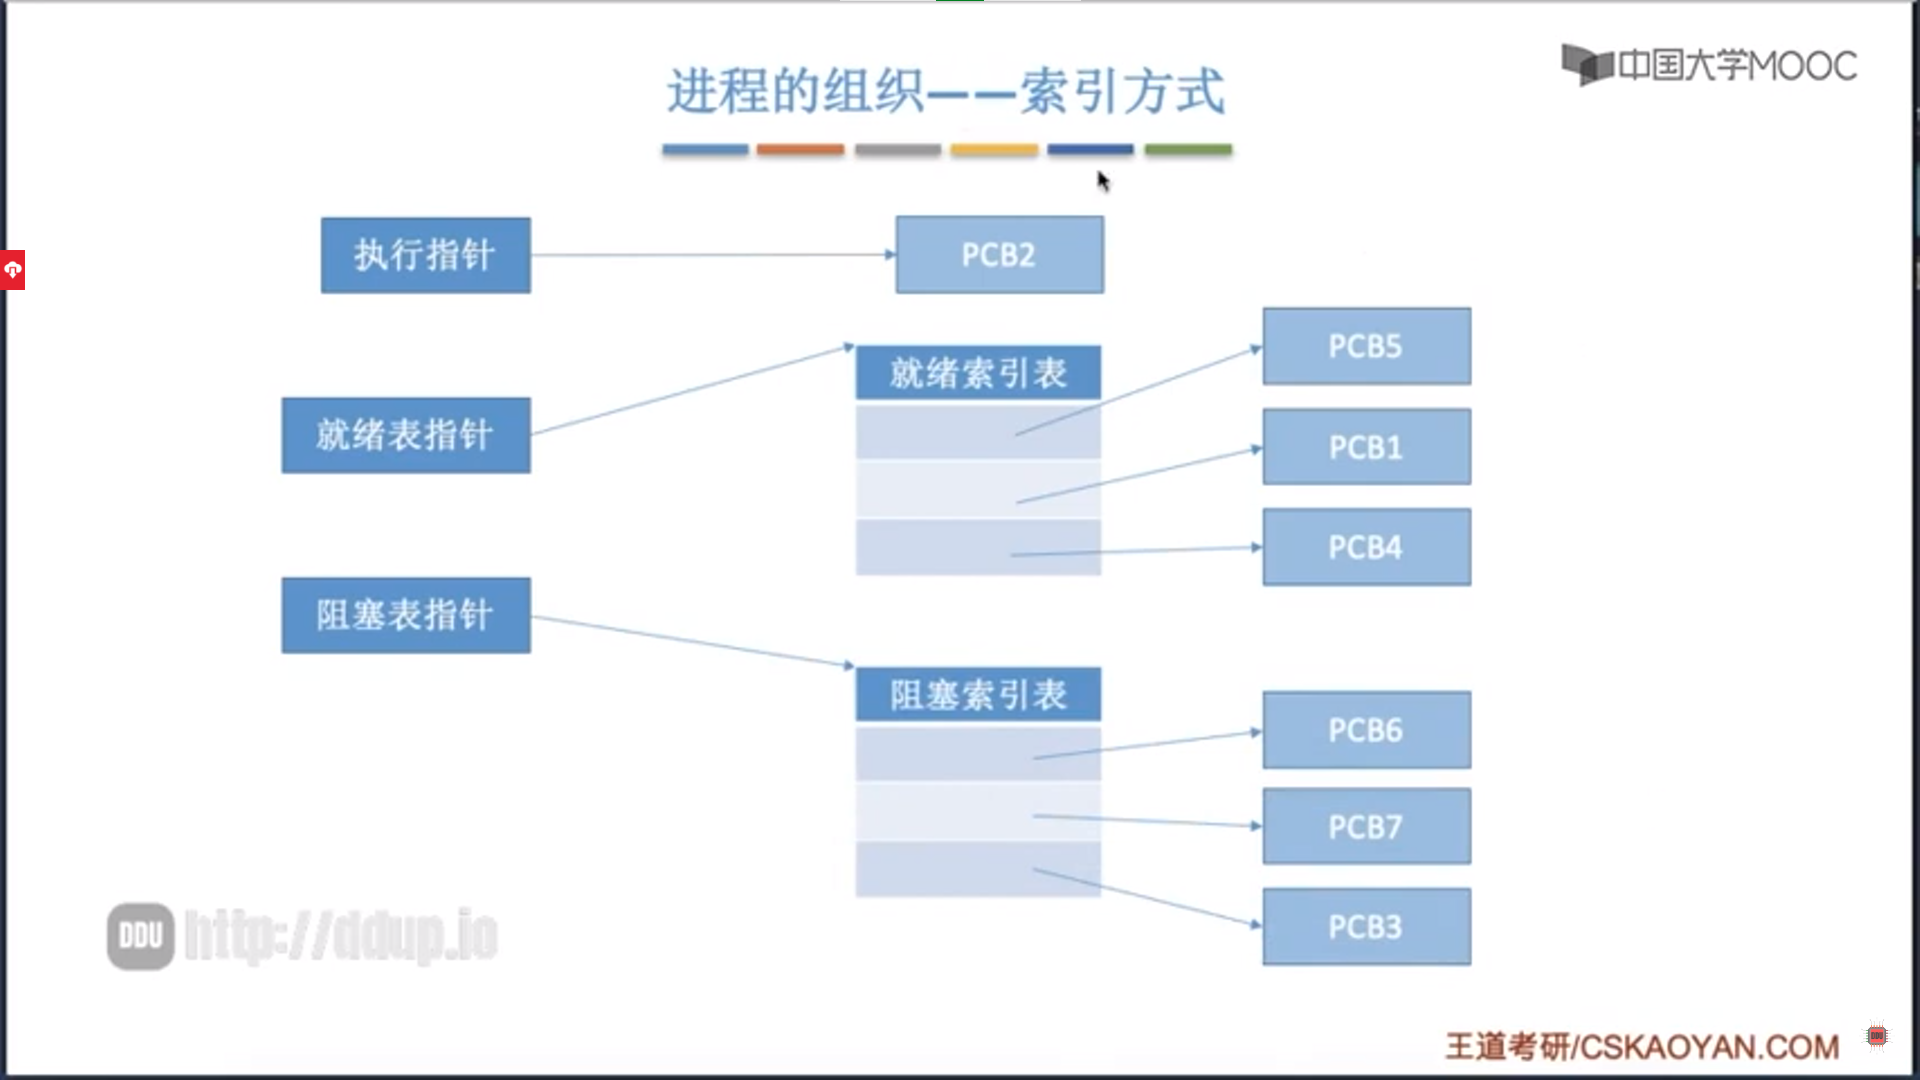 进程的组织——索引方式
中国大学MOOC
执行指针
PCB2
就绪表指针
就绪索引表
PCB5
PCB1
PCB4
阻塞表指针
阻塞索引表
PCB6
PCB7
PCB3
DDU http://ddup.io
王道考研/CSKAOYAN.COM